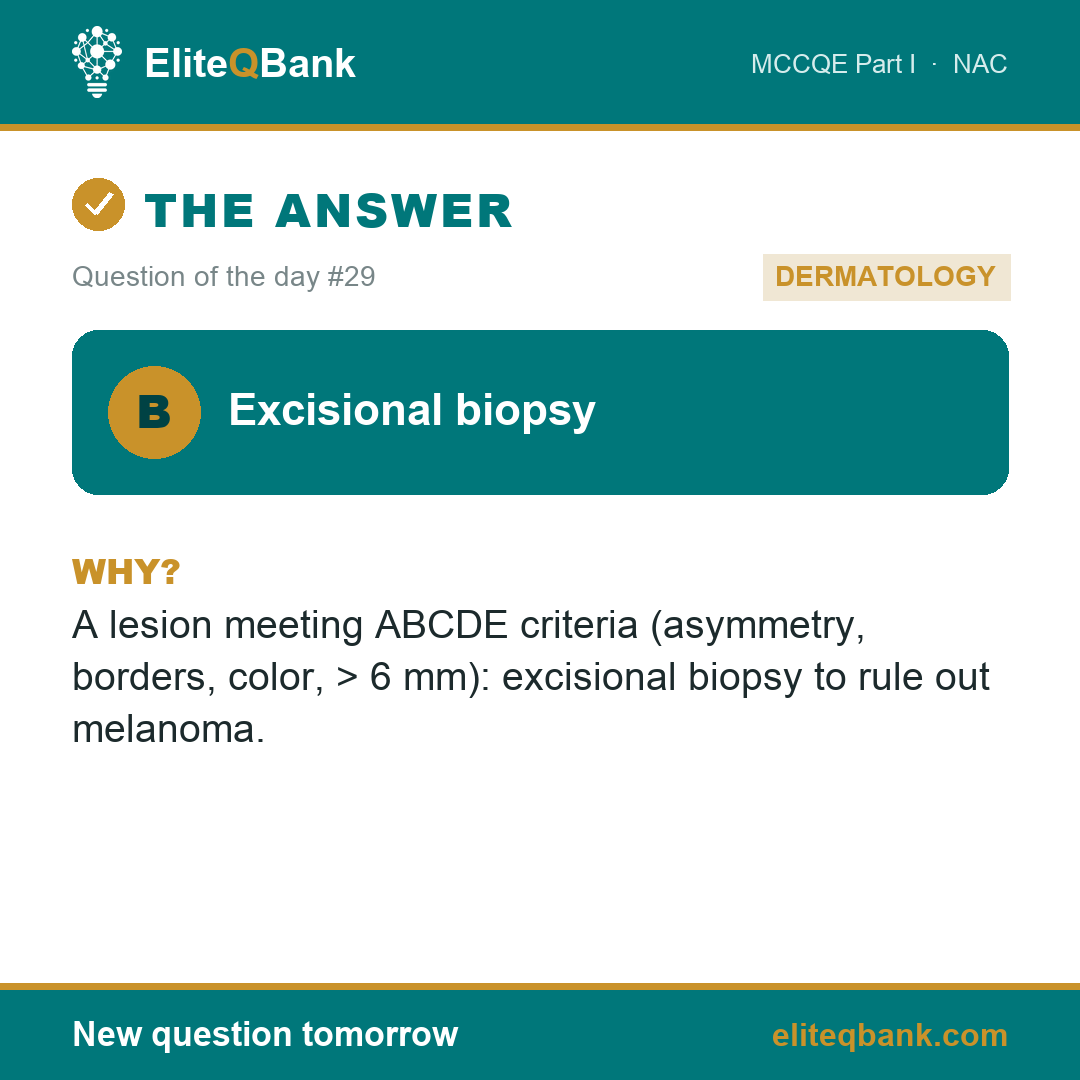 EliteQBank
MCCQE Part I · NAC
THE ANSWER
Question of the day #29
DERMATOLOGY
B
Excisional biopsy
WHY?
A lesion meeting ABCDE criteria (asymmetry,
borders, color, > 6 mm): excisional biopsy to rule out
melanoma.
New question tomorrow
eliteqbank.com